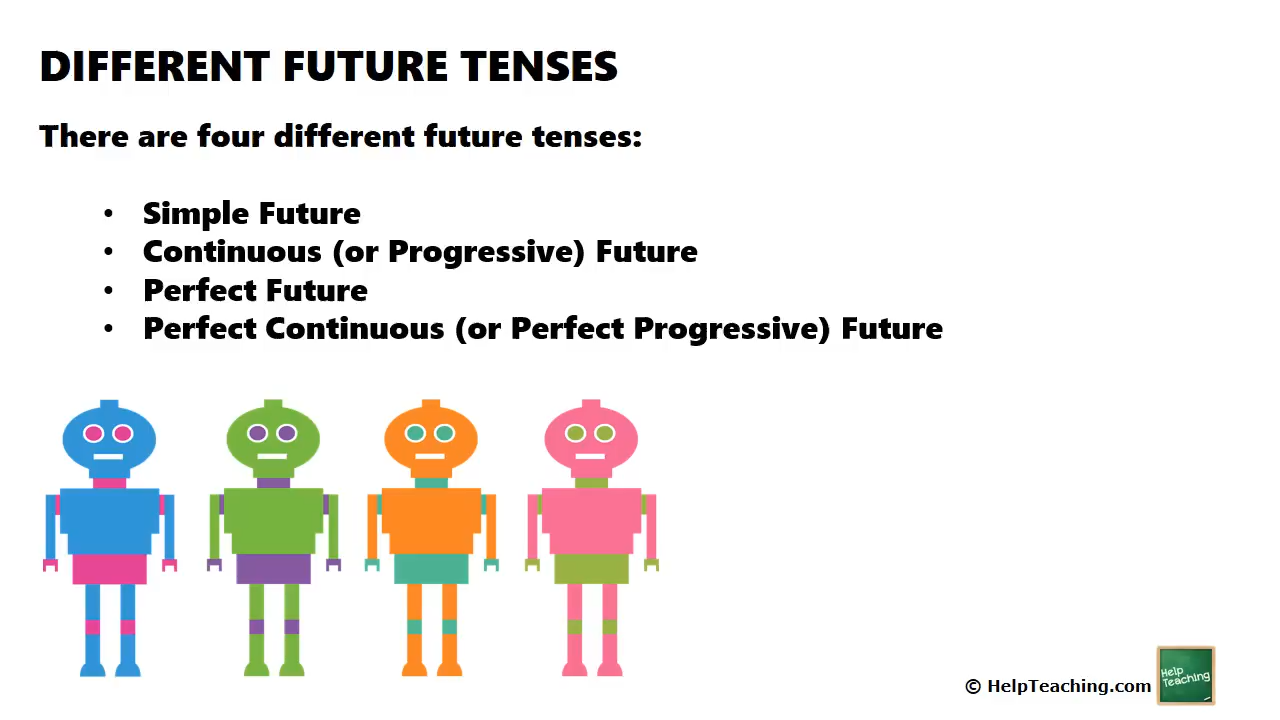 DIFFERENT FUTURE TENSES
There are four different future tenses:
• Simple Future
• Continuous (or Progressive) Future
• Perfect Future
• Perfect Continuous (or Perfect Progressive) Future
© HelpTeaching.com
Help
Teaching